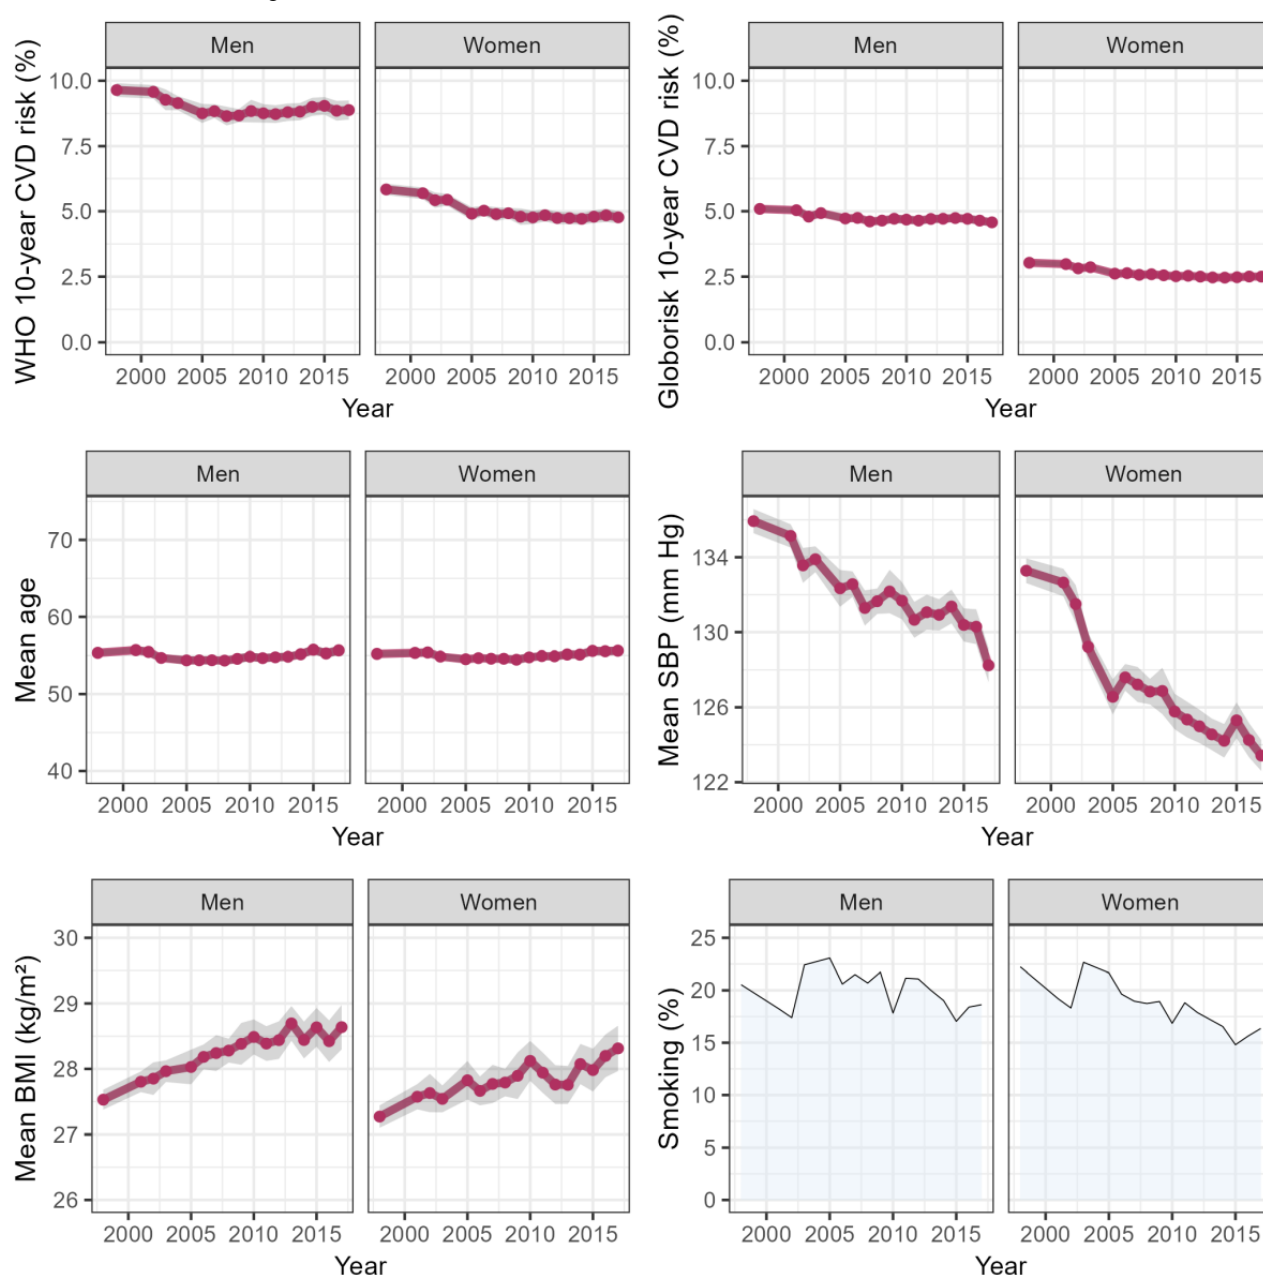 WHO 10-year CVD risk (%)
Men
Women
10.0
7.5
5.0
2.5
0.0
2000 2005 2010 2015
2000 2005 2010 2015
Year
Globorisk 10-year CVD risk (%)
Men
Women
10.0
7.5
5.0
2.5
0.0
2000 2005 2010 2015
2000 2005 2010 2015
Year
Mean age
Men
Women
70
60
50
40
2000 2005 2010 2015
2000 2005 2010 2015
Year
Mean SBP (mm Hg)
Men
Women
134
130
126
122
2000 2005 2010 2015
2000 2005 2010 2015
Year
Mean BMI (kg/m²)
Men
Women
30
29
28
27
26
2000 2005 2010 2015
2000 2005 2010 2015
Year
Smoking (%)
Men
Women
25
20
15
10
5
0
2000 2005 2010 2015
2000 2005 2010 2015
Year